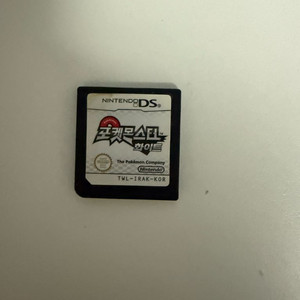 NINTENDO DS
포켓몬스터
화이트
The Pokémon Company
Nintendo
TWL-IRAK-KOR